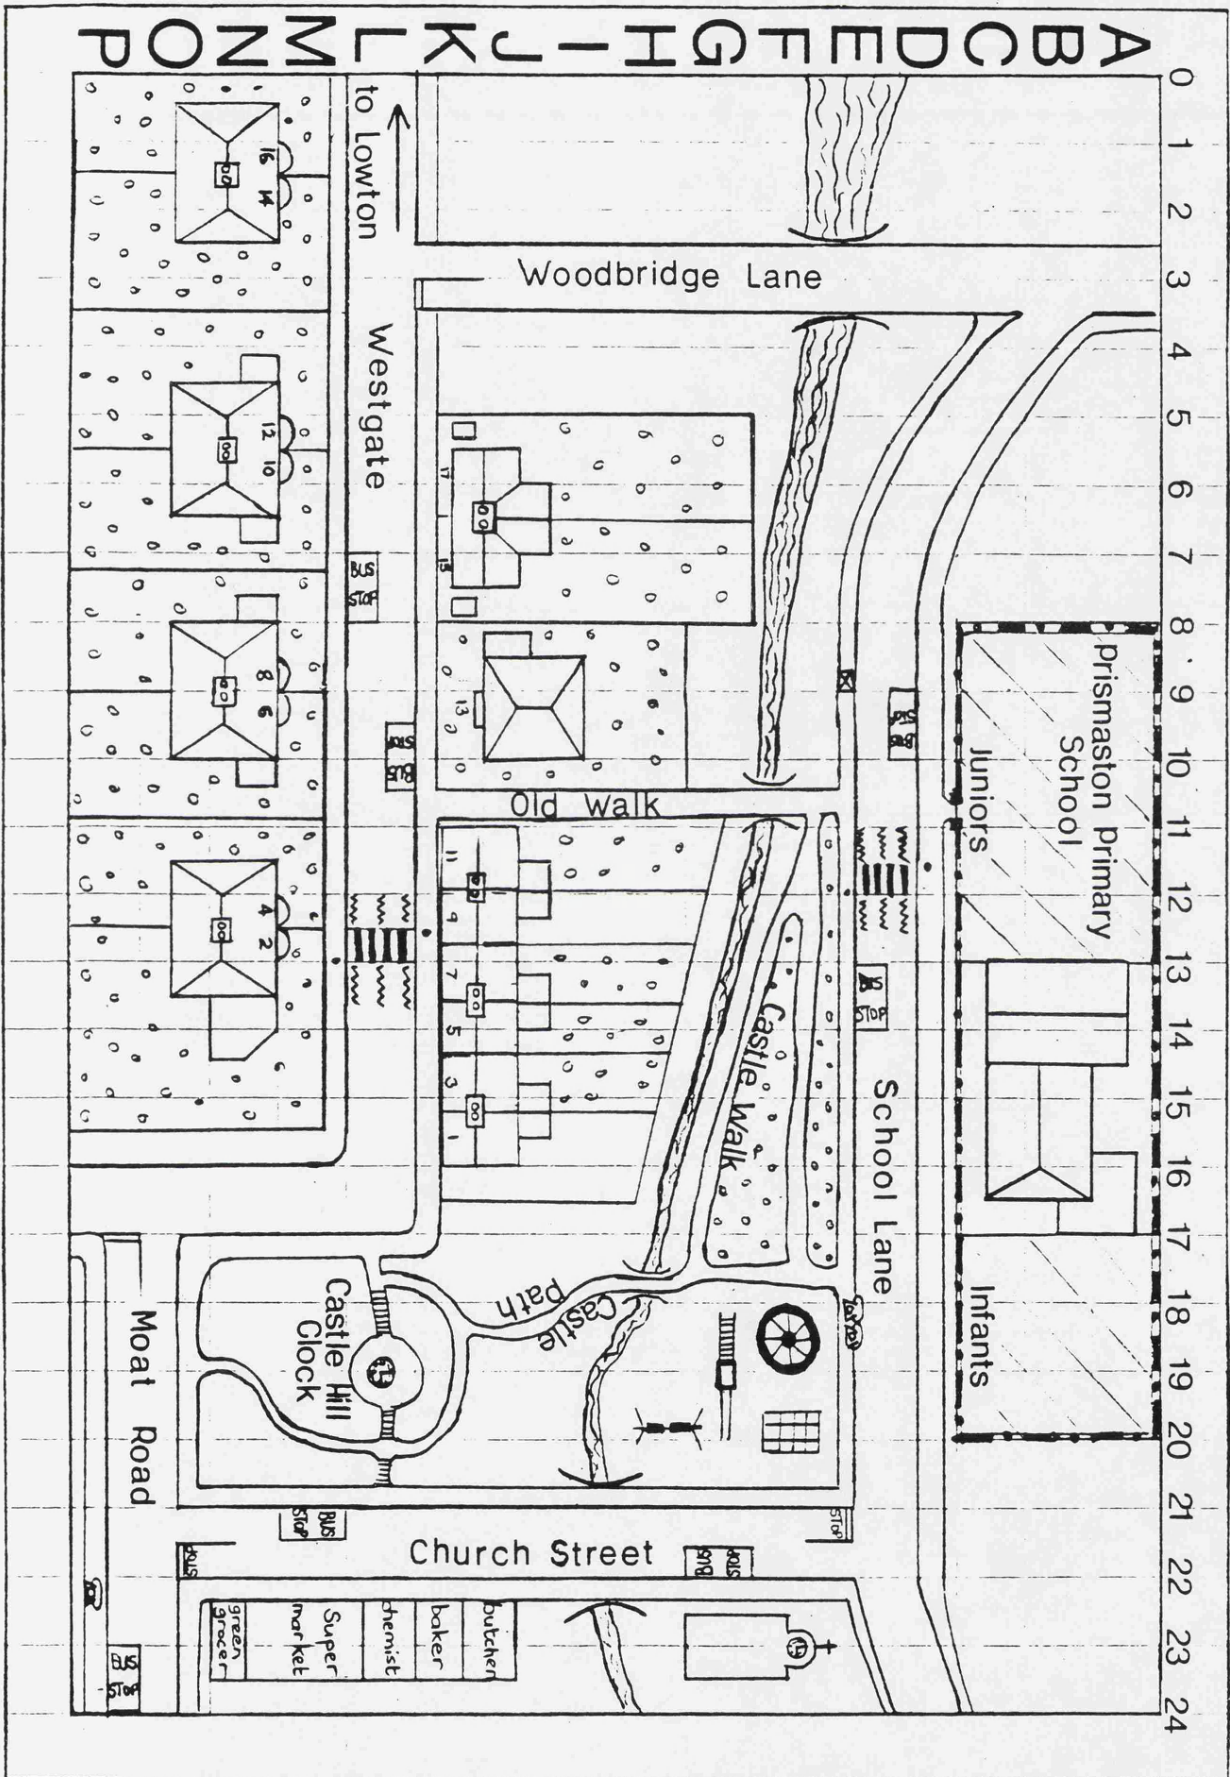 A B C D E F G H I J K L M N O P
0 1 2 3 4 5 6 7 8 9 10 11 12 13 14 15 16 17 18 19 20 21 22 23 24
Prismaston Primary
School
Juniors
Infants
School Lane
BUS
STOP
STOP
Castle Walk
Castle
Path
Woodbridge Lane
Old Walk
Church Street
STOP
BUS
BUS
STOP
STOP
17
15
13
11
9
7
5
3
1
to Lowton
Westgate
BUS
STOP
BUS
STOP
Castle Hill
Clock
16
14
12
10
8
6
4
2
Moat Road
BUS
STOP
STOP
butcher
baker
chemist
Super
market
green
grocer